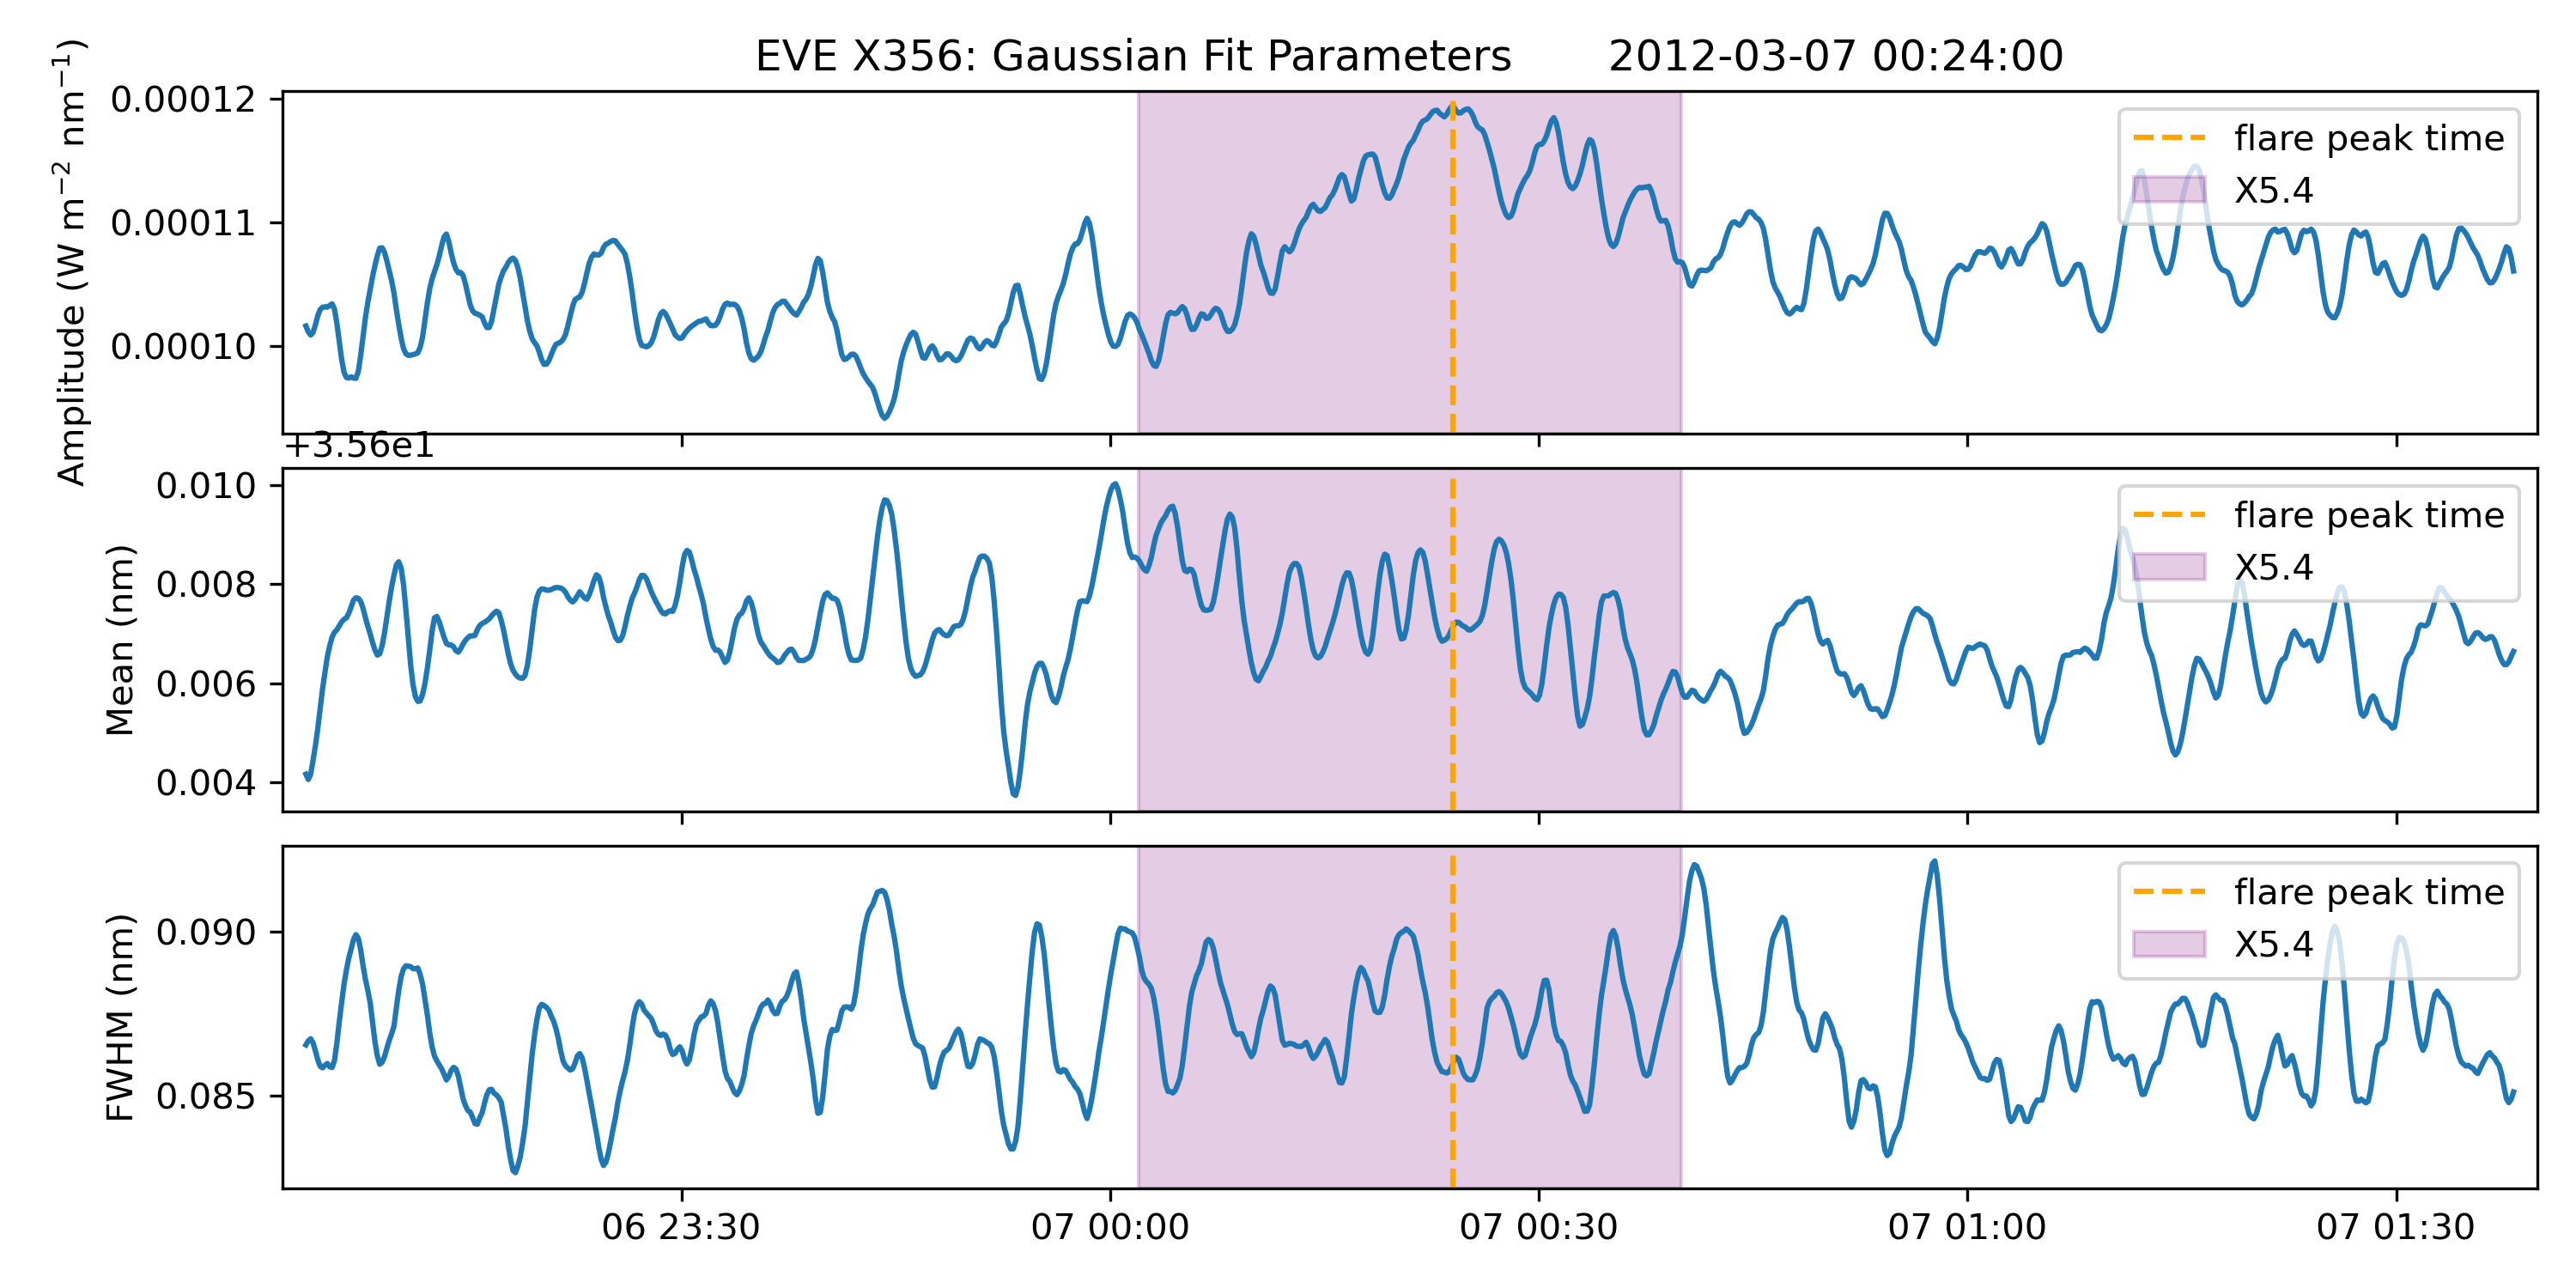 EVE X356: Gaussian Fit Parameters 2012-03-07 00:24:00
Amplitude (W m⁻² nm⁻¹)
0.00012
0.00011
0.00010
flare peak time
X5.4
+3.56e1
Mean (nm)
0.010
0.008
0.006
0.004
flare peak time
X5.4
FWHM (nm)
0.090
0.085
flare peak time
X5.4
06 23:30 07 00:00 07 00:30 07 01:00 07 01:30